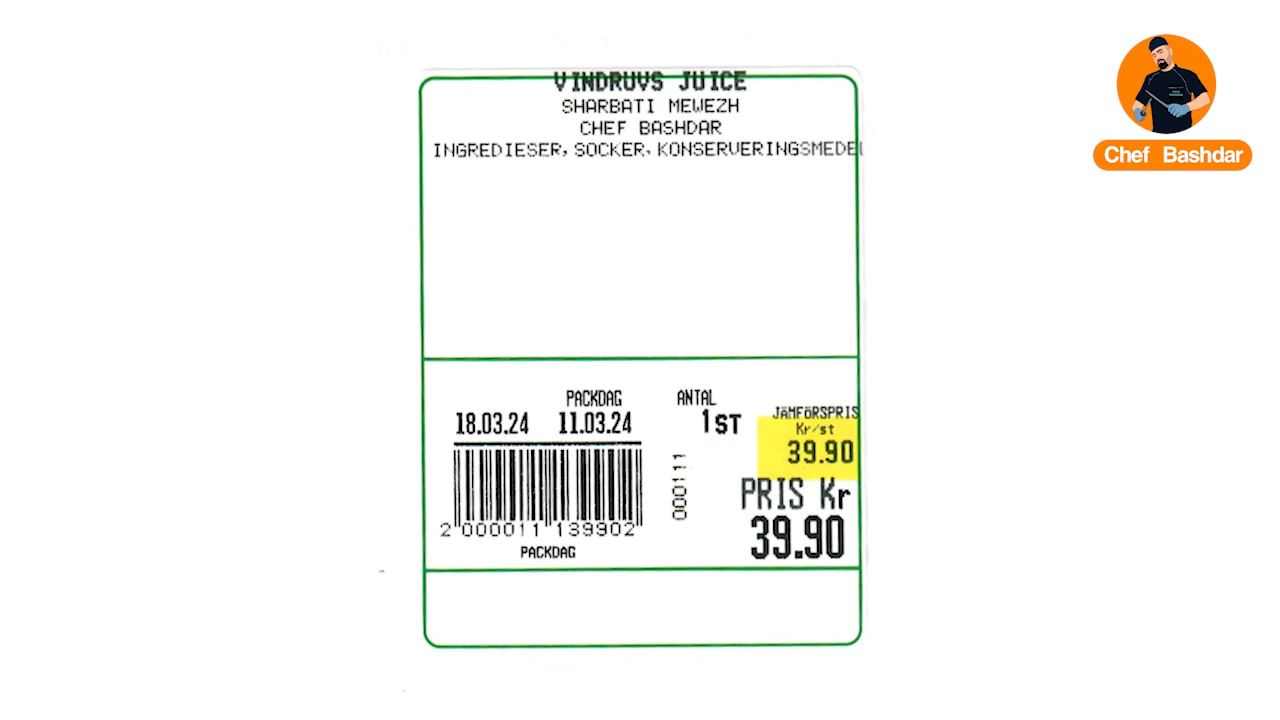 VINDRUVS JUICE
SHARBATI MEWEZH
CHEF BASHDAR
INGREDIESER, SOCKER, KONSERVERINGSMEDEL
PACKDAG
18.03.24 11.03.24
ANTAL
1ST
JÄMFÖRSPRIS
Kr/st
39.90
PRIS Kr
39.90
000111
2 000011 139902
PACKDAG
Chef Bashdar